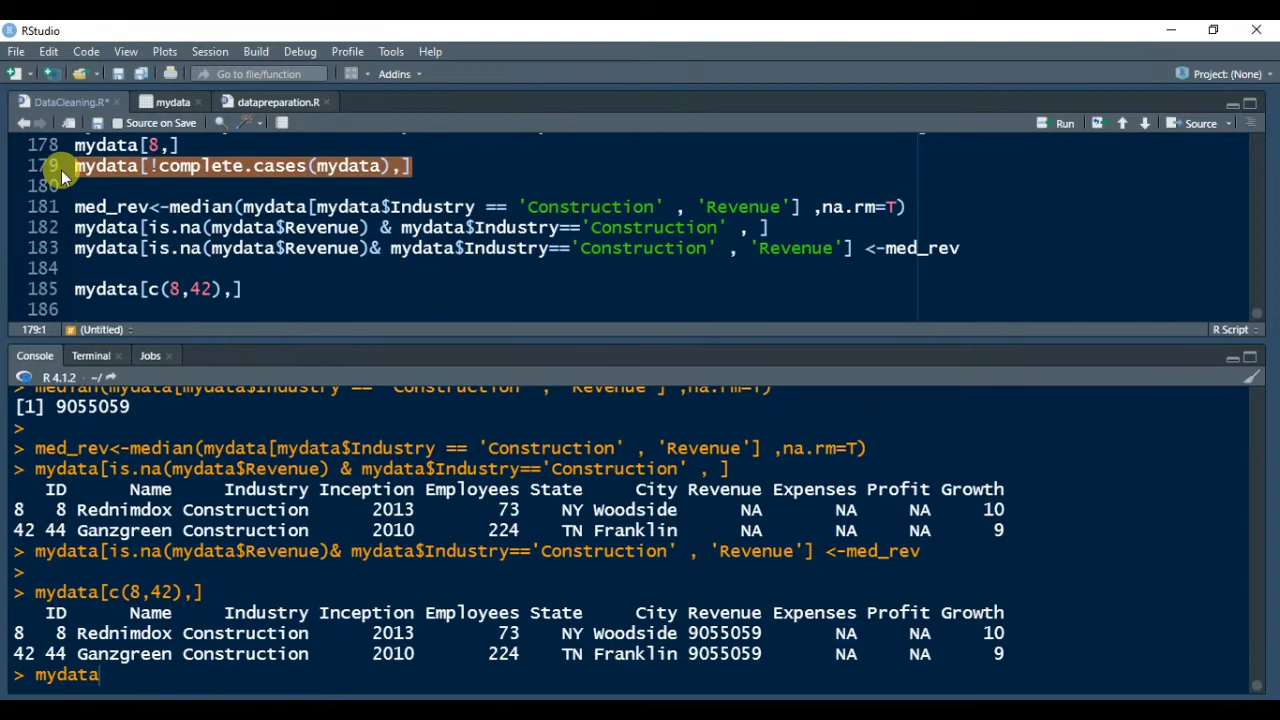 RStudio
File Edit View Plots Session Build Debug Profile Tools Help
Go to file/function Addins Project: (None)
DataCleaning.R* mydata datapreparation.R
Source on Save Run Source
178 mydata[8,]
179 mydata[!complete.cases(mydata),]
180
181 med_rev<-median(mydata[mydata$Industry == 'Construction' , 'Revenue'] ,na.rm=T)
182 mydata[is.na(mydata$Revenue) & mydata$Industry=='Construction' , ]
183 mydata[is.na(mydata$Revenue)& mydata$Industry=='Construction' , 'Revenue'] <-med_rev
184
185 mydata[c(8,42),]
186
179:1 (Untitled) R Script
Console Terminal Jobs
R 4.1.2 · ~/
> median(mydata[mydata$Industry == 'Construction' , 'Revenue'] ,na.rm=T)
[1] 9055059
>
> med_rev<-median(mydata[mydata$Industry == 'Construction' , 'Revenue'] ,na.rm=T)
> mydata[is.na(mydata$Revenue) & mydata$Industry=='Construction' , ]
ID Name Industry Inception Employees State City Revenue Expenses Profit Growth
8 8 Rednimdox Construction 2013 73 NY Woodside NA NA NA 10
42 44 Ganzgreen Construction 2010 224 TN Franklin NA NA NA 9
> mydata[is.na(mydata$Revenue)& mydata$Industry=='Construction' , 'Revenue'] <-med_rev
>
> mydata[c(8,42),]
ID Name Industry Inception Employees State City Revenue Expenses Profit Growth
8 8 Rednimdox Construction 2013 73 NY Woodside 9055059 NA NA 10
42 44 Ganzgreen Construction 2010 224 TN Franklin 9055059 NA NA 9
> mydata